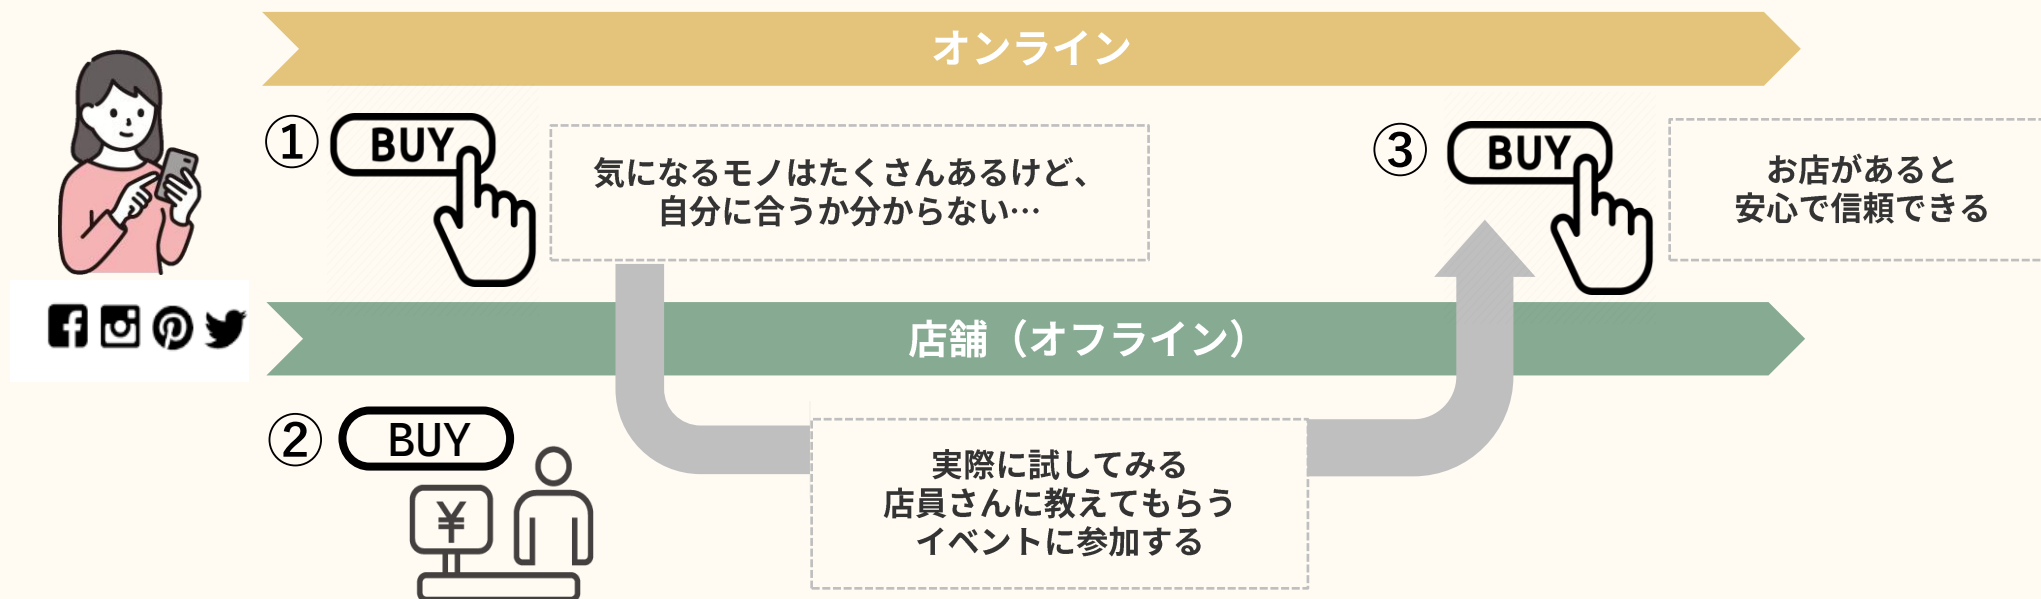 オンライン
① BUY
気になるモノはたくさんあるけど、
自分に合うか分からない…
③ BUY
お店があると
安心で信頼できる
店舗（オフライン）
② BUY
¥
実際に試してみる
店員さんに教えてもらう
イベントに参加する